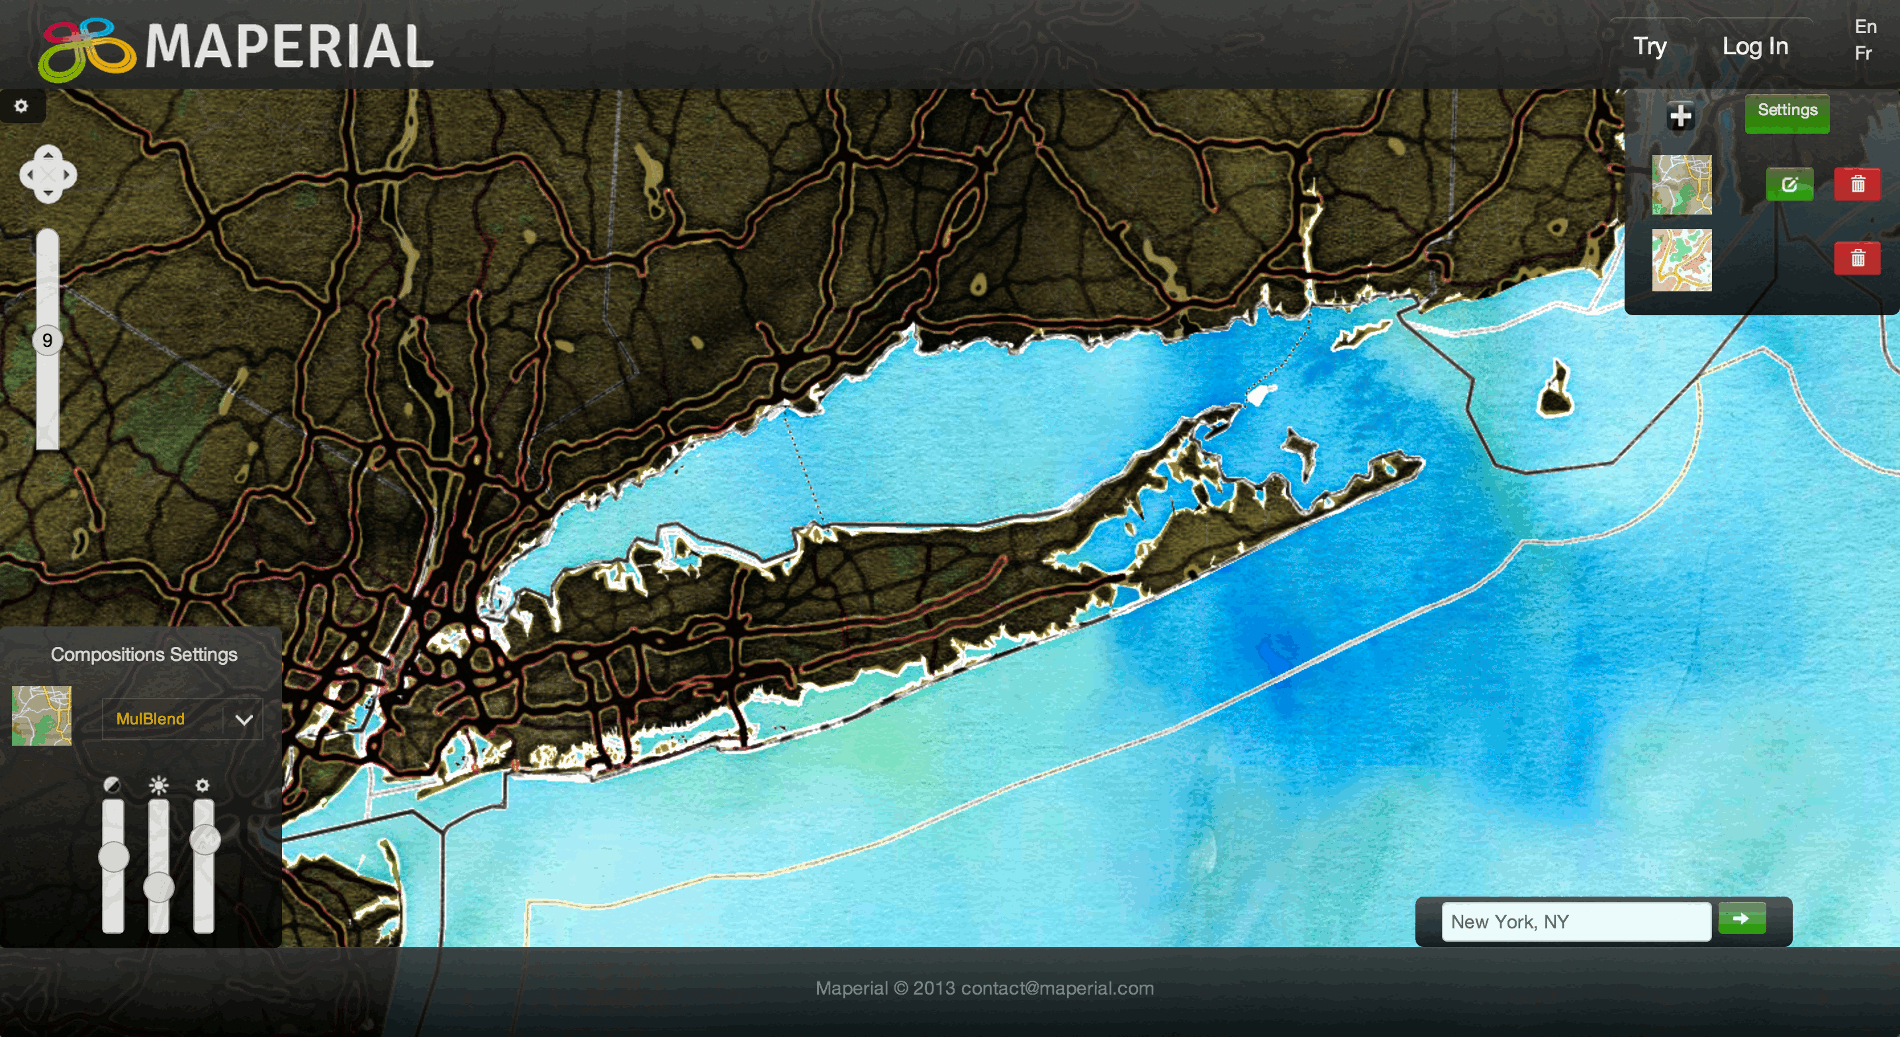 MAPERIAL
Try
Log In
En
Fr
Settings
9
Compositions Settings
MulBlend
New York, NY
Maperial © 2013 contact@maperial.com